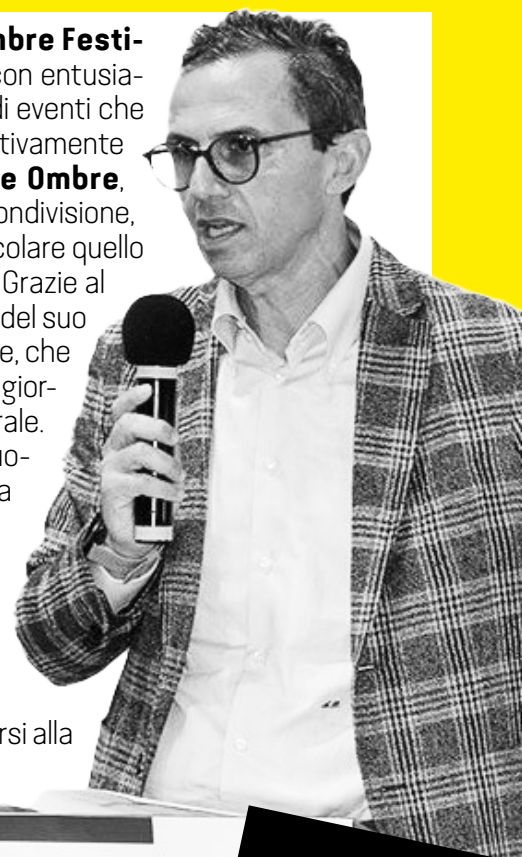 mbre Festi-
con entusia-
di eventi che
tivamente
e Ombre,
ondivisione,
colare quello
Grazie al
del suo
e, che
gior-
rale.
uo-
a
rsi alla